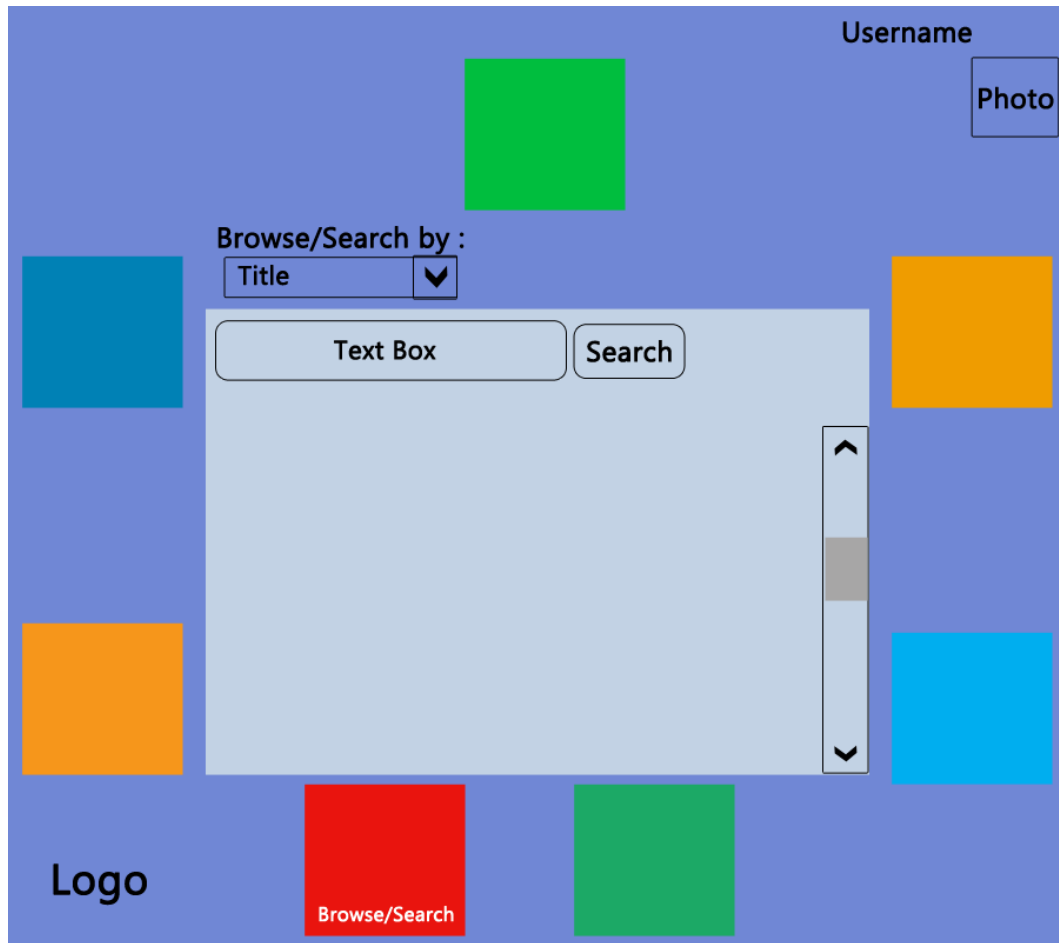 Username
Photo
Browse/Search by :
Title
Text Box
Search
Logo
Browse/Search